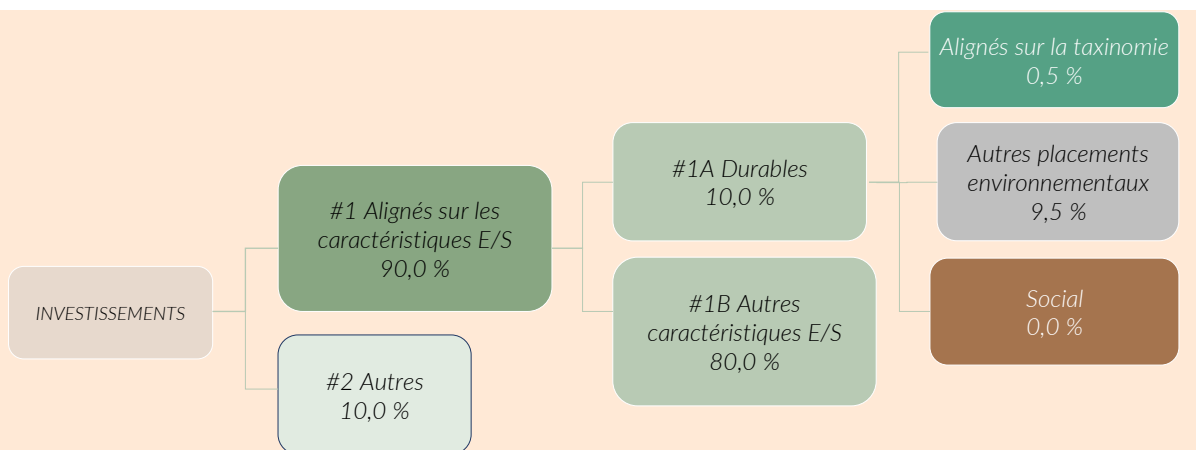 INVESTISSEMENTS
#1 Alignés sur les
caractéristiques E/S
90,0 %
#2 Autres
10,0 %
#1A Durables
10,0 %
#1B Autres
caractéristiques E/S
80,0 %
Alignés sur la taxinomie
0,5 %
Autres placements
environnementaux
9,5 %
Social
0,0 %